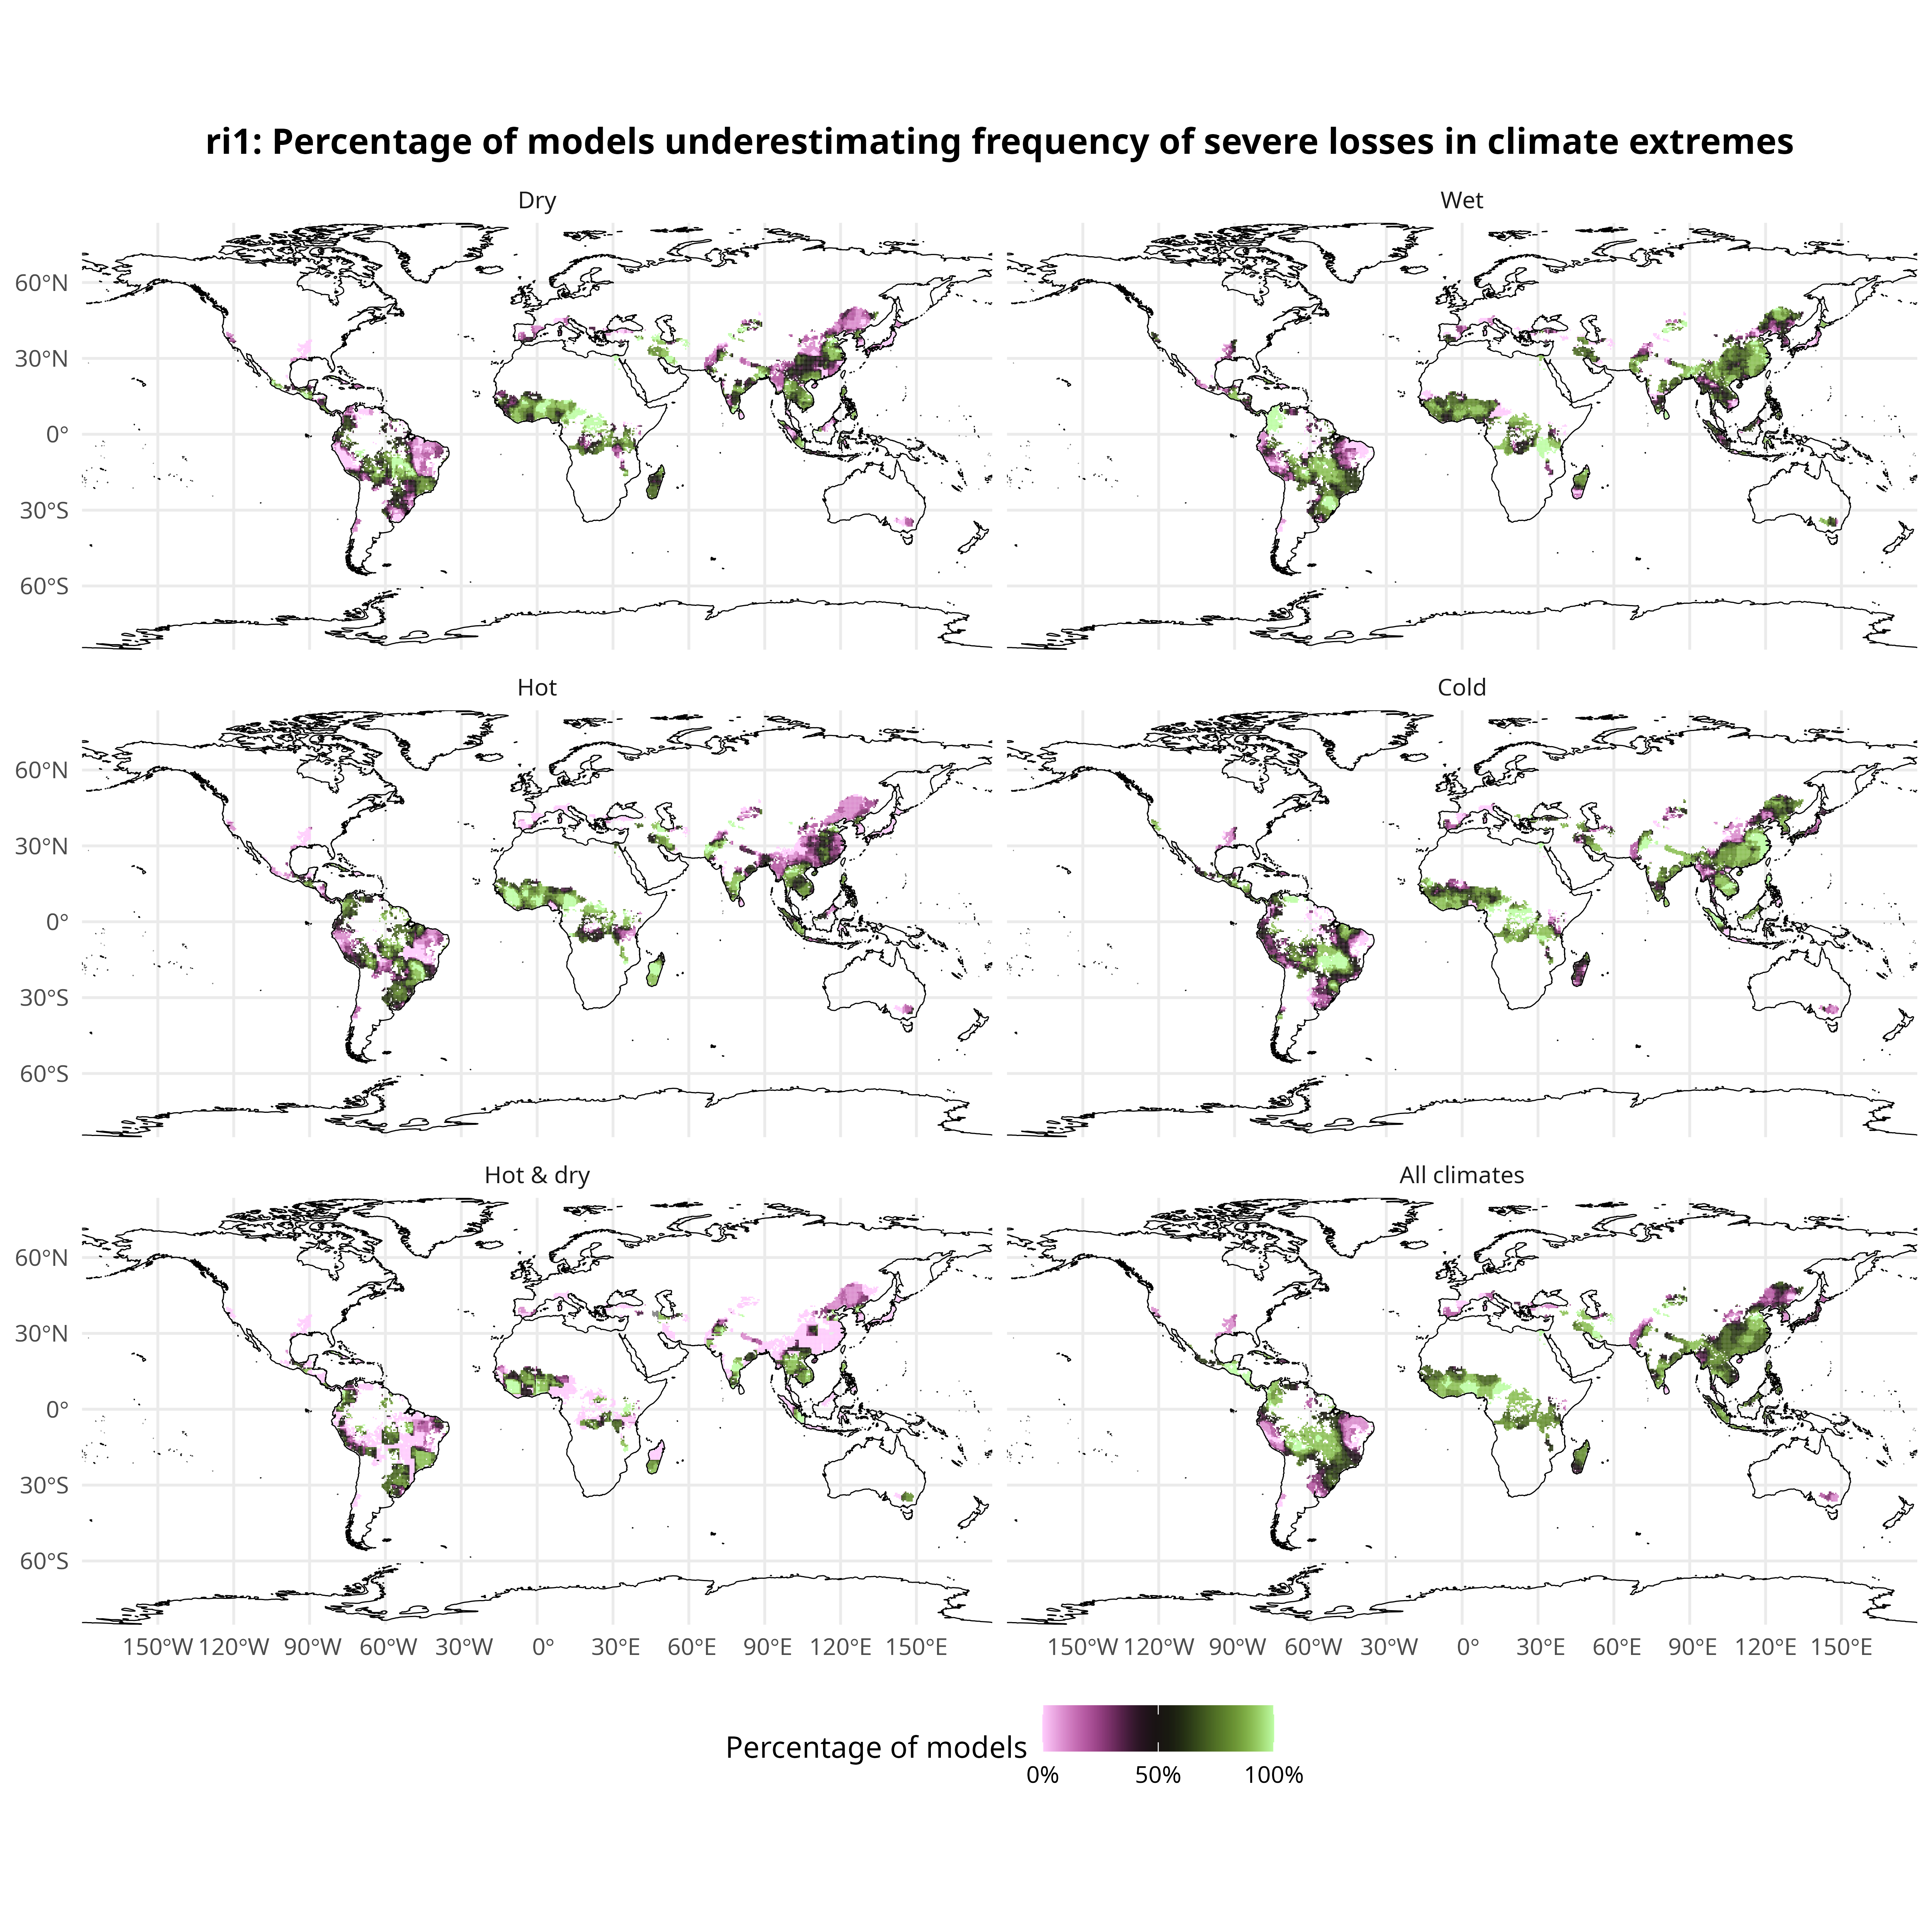 ri1: Percentage of models underestimating frequency of severe losses in climate extremes
Dry
Wet
60°N
30°N
0°
30°S
60°S
Hot
Cold
60°N
30°N
0°
30°S
60°S
Hot & dry
All climates
60°N
30°N
0°
30°S
60°S
150°W 120°W 90°W 60°W 30°W 0° 30°E 60°E 90°E 120°E 150°E
150°W 120°W 90°W 60°W 30°W 0° 30°E 60°E 90°E 120°E 150°E
Percentage of models
0% 50% 100%